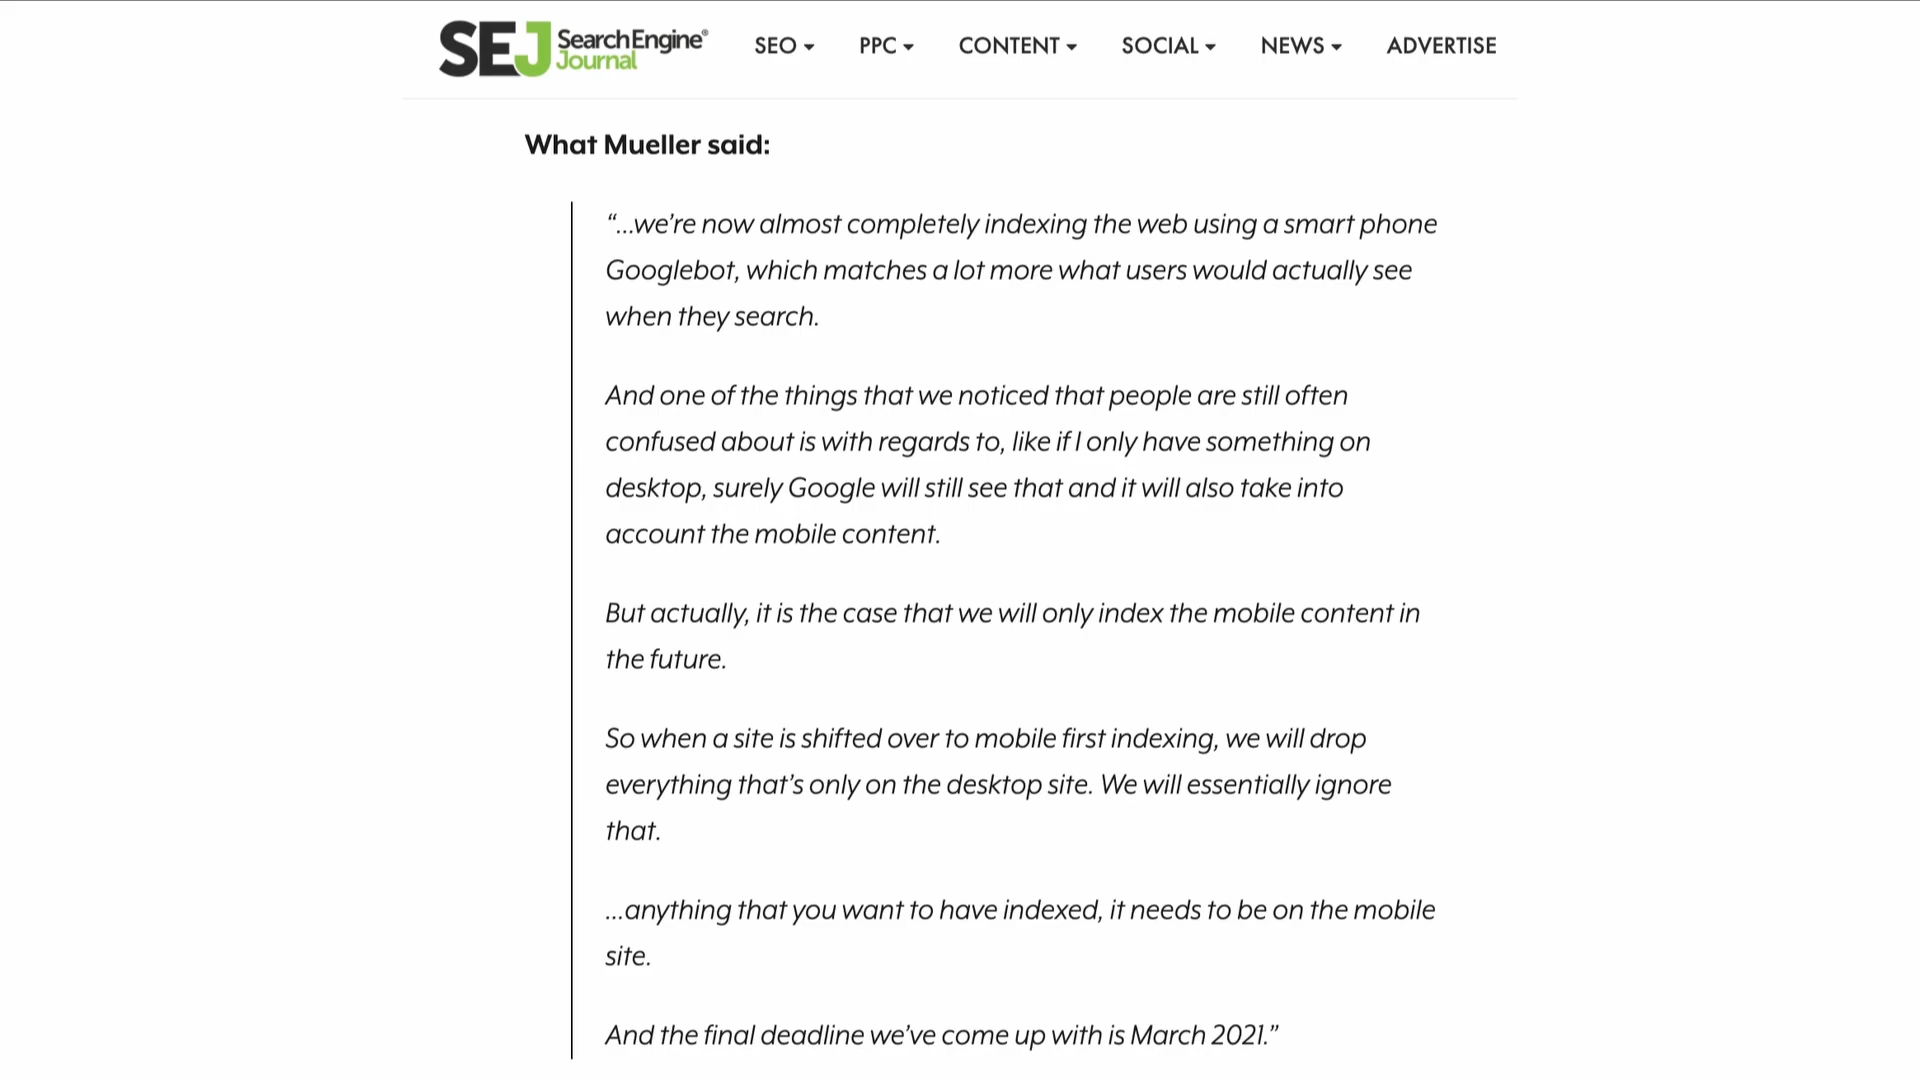 SEJ Search Engine® Journal
SEO PPC CONTENT SOCIAL NEWS ADVERTISE
What Mueller said:
“…we’re now almost completely indexing the web using a smart phone
Googlebot, which matches a lot more what users would actually see
when they search.
And one of the things that we noticed that people are still often
confused about is with regards to, like if I only have something on
desktop, surely Google will still see that and it will also take into
account the mobile content.
But actually, it is the case that we will only index the mobile content in
the future.
So when a site is shifted over to mobile first indexing, we will drop
everything that’s only on the desktop site. We will essentially ignore
that.
…anything that you want to have indexed, it needs to be on the mobile
site.
And the final deadline we’ve come up with is March 2021.”